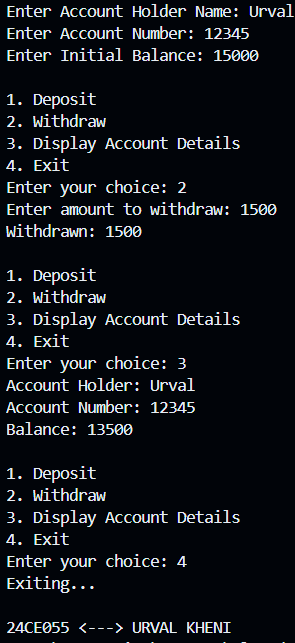 Enter Account Holder Name: Urval
Enter Account Number: 12345
Enter Initial Balance: 15000

1. Deposit
2. Withdraw
3. Display Account Details
4. Exit
Enter your choice: 2
Enter amount to withdraw: 1500
Withdrawn: 1500

1. Deposit
2. Withdraw
3. Display Account Details
4. Exit
Enter your choice: 3
Account Holder: Urval
Account Number: 12345
Balance: 13500

1. Deposit
2. Withdraw
3. Display Account Details
4. Exit
Enter your choice: 4
Exiting...

24CE055 <---> URVAL KHENI